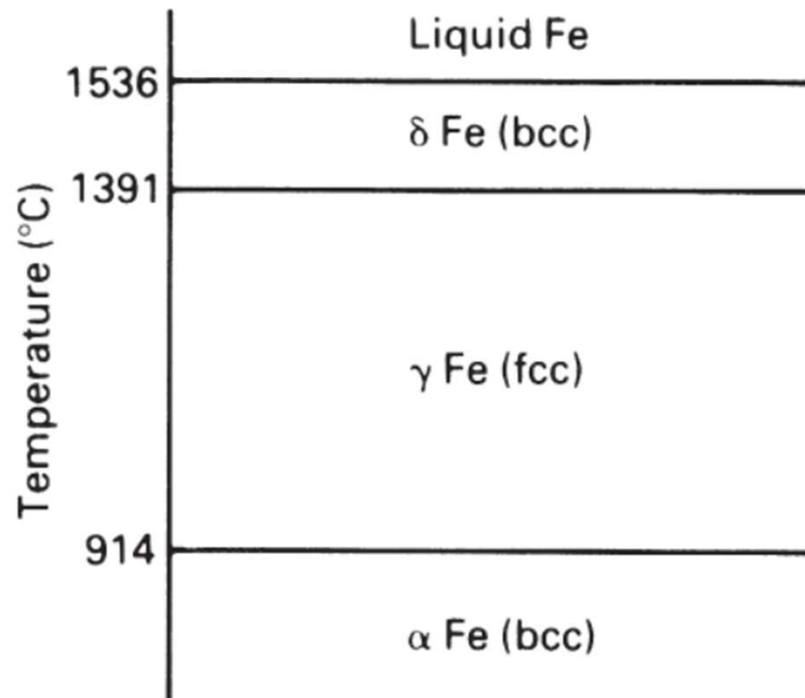 Liquid Fe
1536
δ Fe (bcc)
1391
Temperature (°C)
γ Fe (fcc)
914
α Fe (bcc)